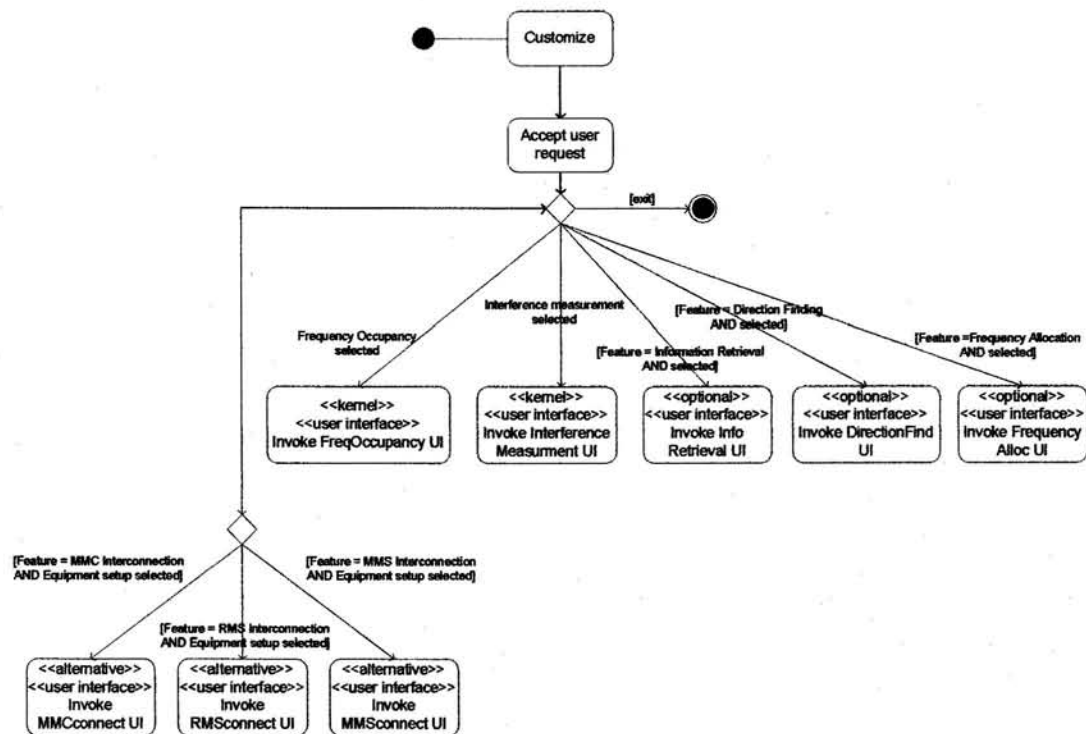 Customize
Accept user
request
[exit]
Interference measurement
selected
[Feature = Direction Finding
AND selected]
Frequency Occupancy
selected
[Feature = Information Retrieval
AND selected]
[Feature =Frequency Allocation
AND selected]
<<kernel>>
<<user interface>>
Invoke FreqOccupancy UI
<<kernel>>
<<user interface>>
Invoke Interference
Measurment UI
<<optional>>
<<user interface>>
Invoke Info
Retrieval UI
<<optional>>
<<user interface>>
Invoke DirectionFind
UI
<<optional>>
<<user interface>>
Invoke Frequency
Alloc UI
[Feature = MMC Interconnection
AND Equipment setup selected]
[Feature = MMS Interconnection
AND Equipment setup selected]
[Feature = RMS Interconnection
AND Equipment setup selected]
<<alternative>>
<<user interface>>
Invoke
MMCconnect UI
<<alternative>>
<<user interface>>
Invoke
RMSconnect UI
<<alternative>>
<<user interface>>
Invoke
MMSconnect UI